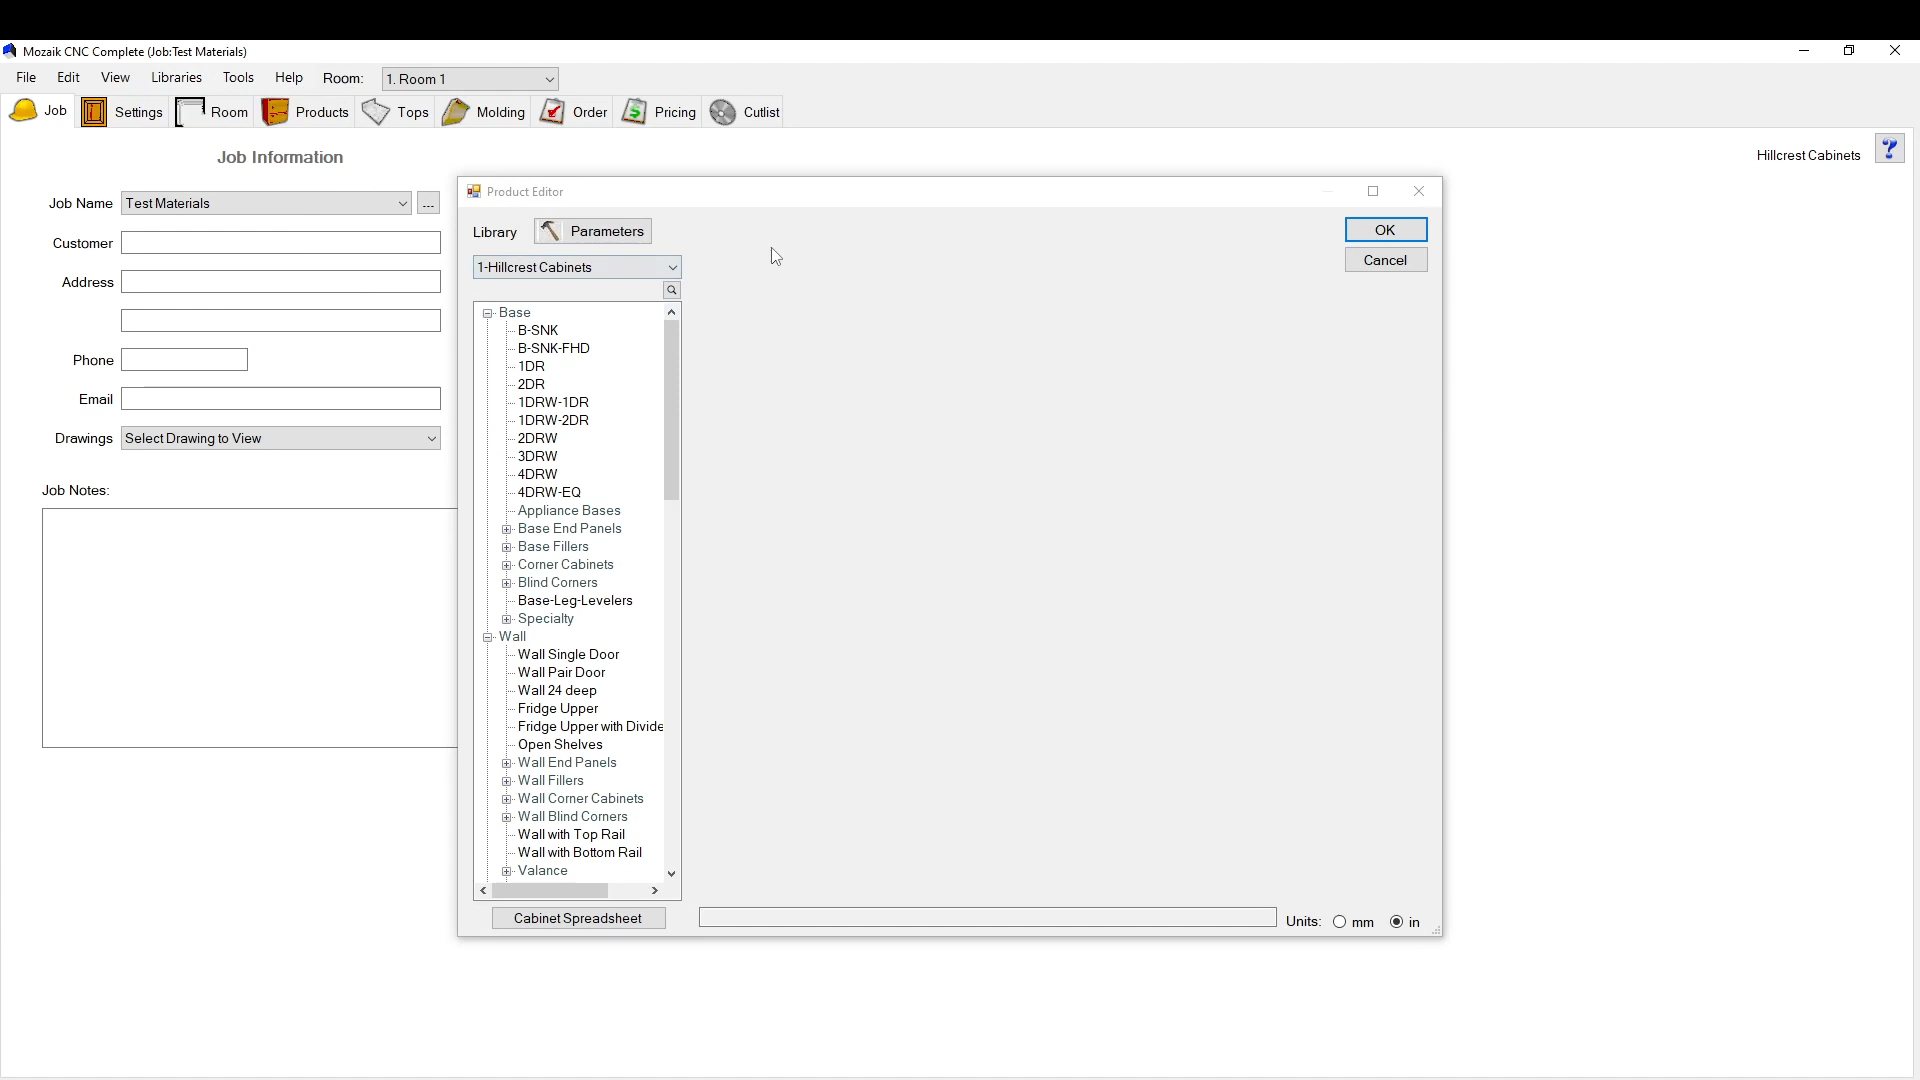 Mozaik CNC Complete (Job:Test Materials)
File Edit View Libraries Tools Help Room: 1. Room 1
Job Settings Room Products Tops Molding Order Pricing Cutlist
Job Information
Hillcrest Cabinets ?
Job Name Test Materials ...
Customer
Address
Phone
Email
Drawings Select Drawing to View
Job Notes:
Product Editor
Library Parameters
OK
Cancel
1-Hillcrest Cabinets
Base
B-SNK
B-SNK-FHD
1DR
2DR
1DRW-1DR
1DRW-2DR
2DRW
3DRW
4DRW
4DRW-EQ
Appliance Bases
Base End Panels
Base Fillers
Corner Cabinets
Blind Corners
Base-Leg-Levelers
Specialty
Wall
Wall Single Door
Wall Pair Door
Wall 24 deep
Fridge Upper
Fridge Upper with Divide
Open Shelves
Wall End Panels
Wall Fillers
Wall Corner Cabinets
Wall Blind Corners
Wall with Top Rail
Wall with Bottom Rail
Valance
Cabinet Spreadsheet
Units: mm in